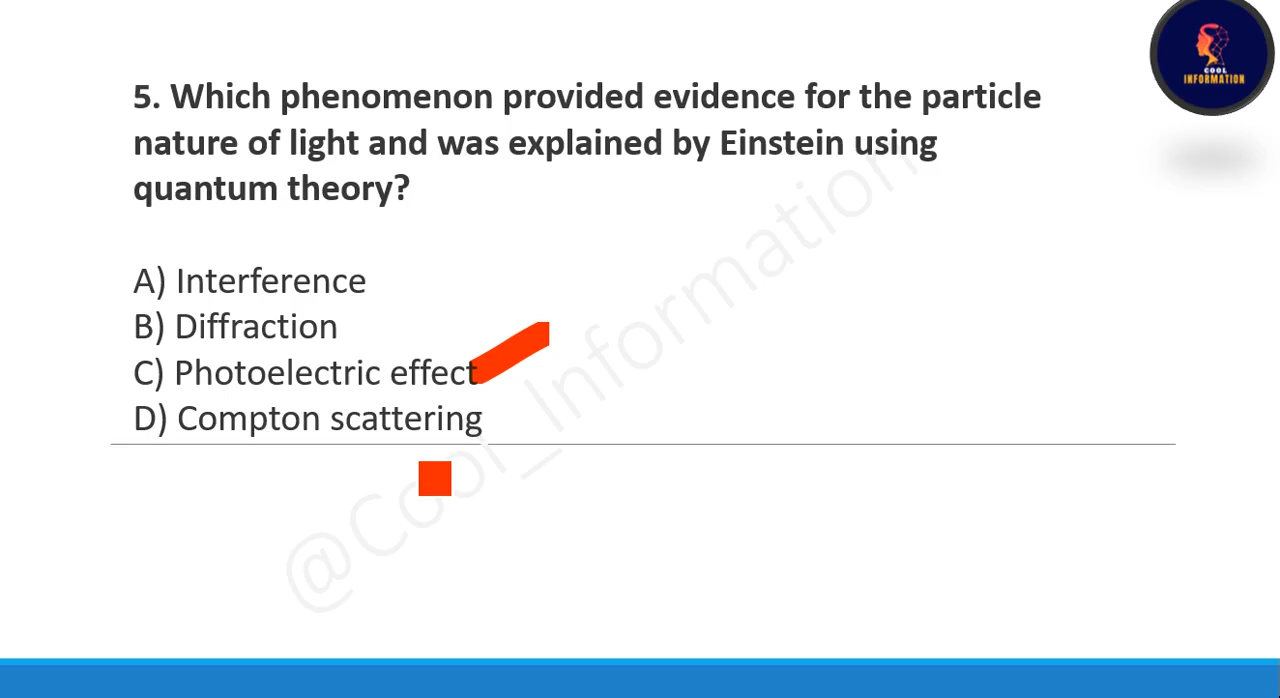 COOL
INFORMATION
5. Which phenomenon provided evidence for the particle
nature of light and was explained by Einstein using
quantum theory?
A) Interference
B) Diffraction
C) Photoelectric effect
D) Compton scattering
@Cool_Information